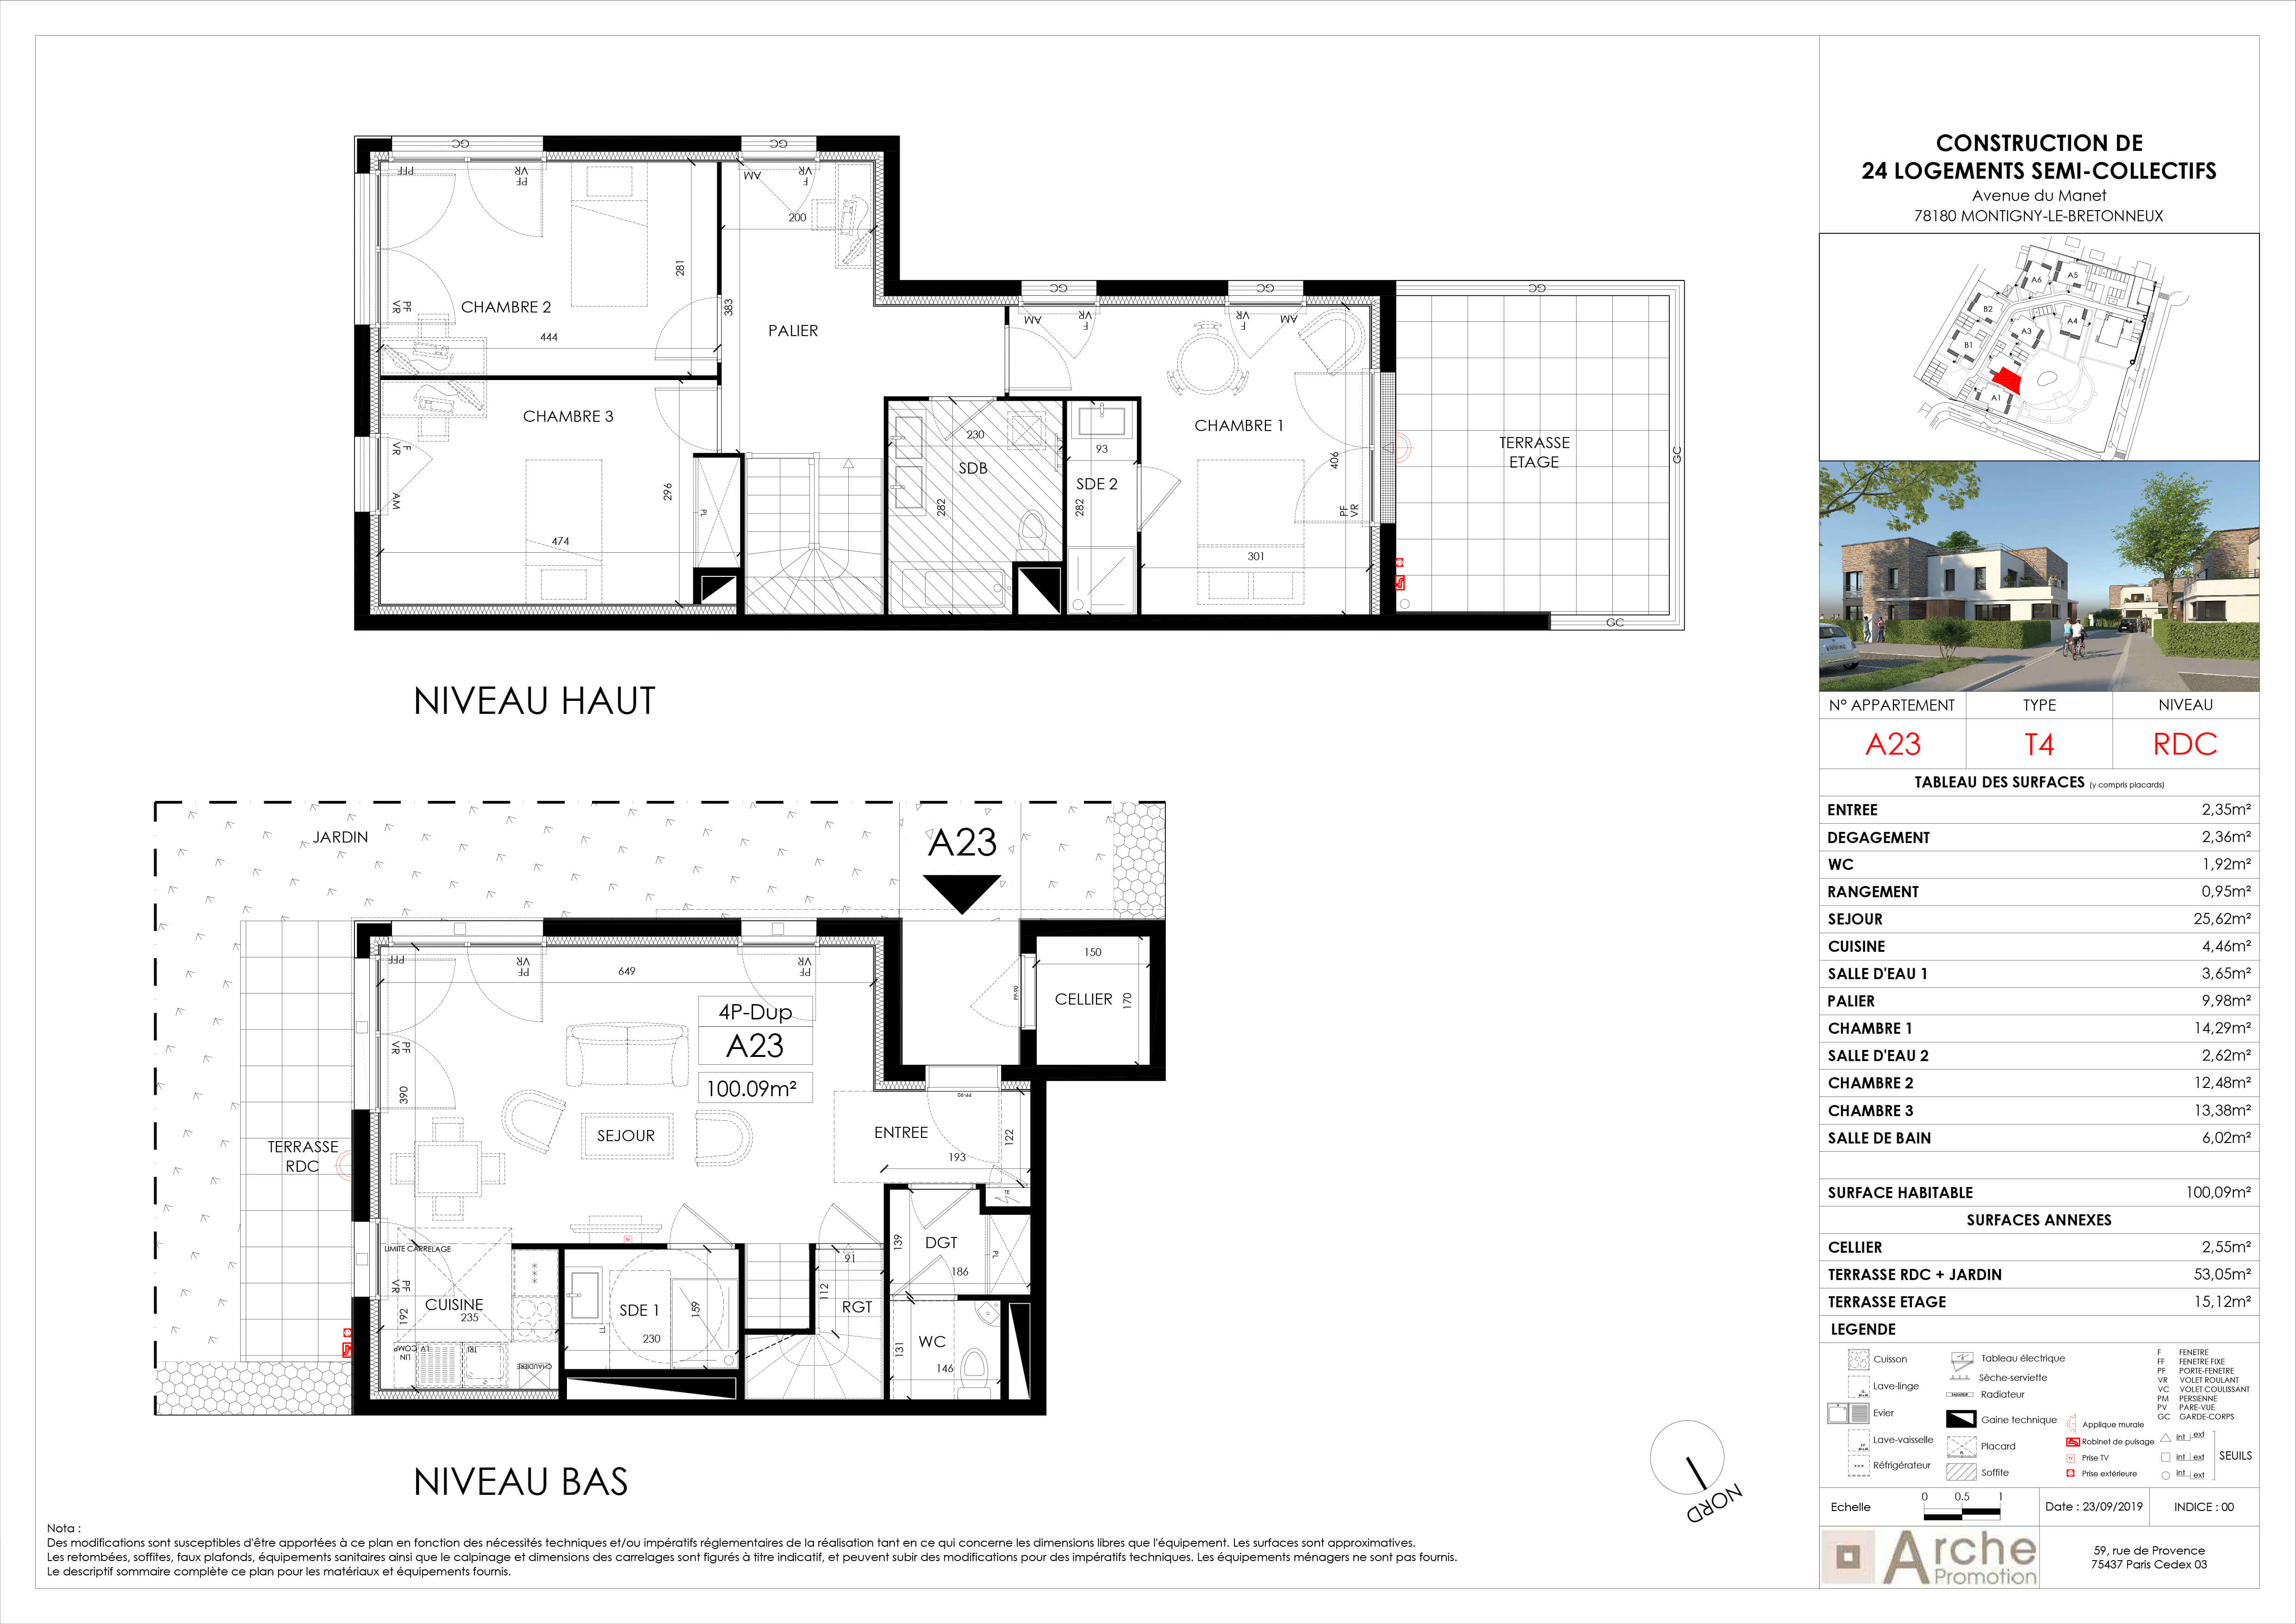 GC
GC
PFF
PF
VR
AM
F
VR
200
281
CHAMBRE 2
PF
VR
444
383
PALIER
GC
GC
GC
AM
F
VR
F
VR
AM
CHAMBRE 3
F
VR
AM
296
PL
474
230
SDB
282
93
SDE 2
282
CHAMBRE 1
406
PF
VR
301
TERRASSE
ETAGE
GC
GC
NIVEAU HAUT
JARDIN
A23
PFF
PF
VR
PF
VR
649
4P-Dup
A23
100.09m²
PF
VR
390
PP-90
150
CELLIER
170
SEJOUR
ENTREE
PP-90
122
193
TE
TERRASSE
RDC
TV
LIMITE CARRELAGE
PF
VR
CUISINE
192
235
LV COMP
LIN
TRI
CHAUDIERE
SDE 1
LL
230
159
91
112
RGT
139
DGT
186
PL
WC
131
146
NIVEAU BAS
NORD
Nota :
Des modifications sont susceptibles d'être apportées à ce plan en fonction des nécessités techniques et/ou impératifs réglementaires de la réalisation tant en ce qui concerne les dimensions libres que l'équipement. Les surfaces sont approximatives.
Les retombées, soffites, faux plafonds, équipements sanitaires ainsi que le calpinage et dimensions des carrelages sont figurés à titre indicatif, et peuvent subir des modifications pour des impératifs techniques. Les équipements ménagers ne sont pas fournis.
Le descriptif sommaire complète ce plan pour les matériaux et équipements fournis.
CONSTRUCTION DE
24 LOGEMENTS SEMI-COLLECTIFS
Avenue du Manet
78180 MONTIGNY-LE-BRETONNEUX
A6
A5
B2
A4
A3
B1
A1
N° APPARTEMENT TYPE NIVEAU
A23 T4 RDC
TABLEAU DES SURFACES (y compris placards)
ENTREE 2,35m²
DEGAGEMENT 2,36m²
WC 1,92m²
RANGEMENT 0,95m²
SEJOUR 25,62m²
CUISINE 4,46m²
SALLE D'EAU 1 3,65m²
PALIER 9,98m²
CHAMBRE 1 14,29m²
SALLE D'EAU 2 2,62m²
CHAMBRE 2 12,48m²
CHAMBRE 3 13,38m²
SALLE DE BAIN 6,02m²
SURFACE HABITABLE 100,09m²
SURFACES ANNEXES
CELLIER 2,55m²
TERRASSE RDC + JARDIN 53,05m²
TERRASSE ETAGE 15,12m²
LEGENDE
Cuisson
Lave-linge
Evier
Lave-vaisselle
Réfrigérateur
Tableau électrique
Sèche-serviette
Radiateur
Gaine technique
Placard
Soffite
Applique murale
Robinet de puisage
Prise TV
Prise extérieure
F FENETRE
FF FENETRE FIXE
PF PORTE-FENETRE
VR VOLET ROULANT
VC VOLET COULISSANT
PM PERSIENNE
PV PARE-VUE
GC GARDE-CORPS
int ext
int ext
int ext
SEUILS
Echelle 0 0.5 1
Date : 23/09/2019
INDICE : 00
Arche
Promotion
59, rue de Provence
75437 Paris Cedex 03